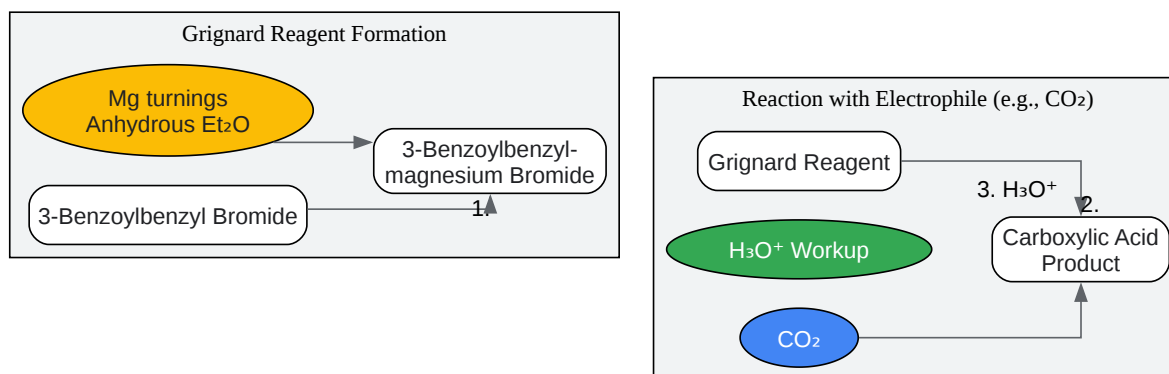 Grignard Reagent Formation
Mg turnings
Anhydrous Et₂O
3-Benzoylbenzyl-
magnesium Bromide
3-Benzoylbenzyl Bromide
1.
Reaction with Electrophile (e.g., CO₂)
Grignard Reagent
3. H₃O⁺
2.
H₃O⁺ Workup
Carboxylic Acid
Product
CO₂